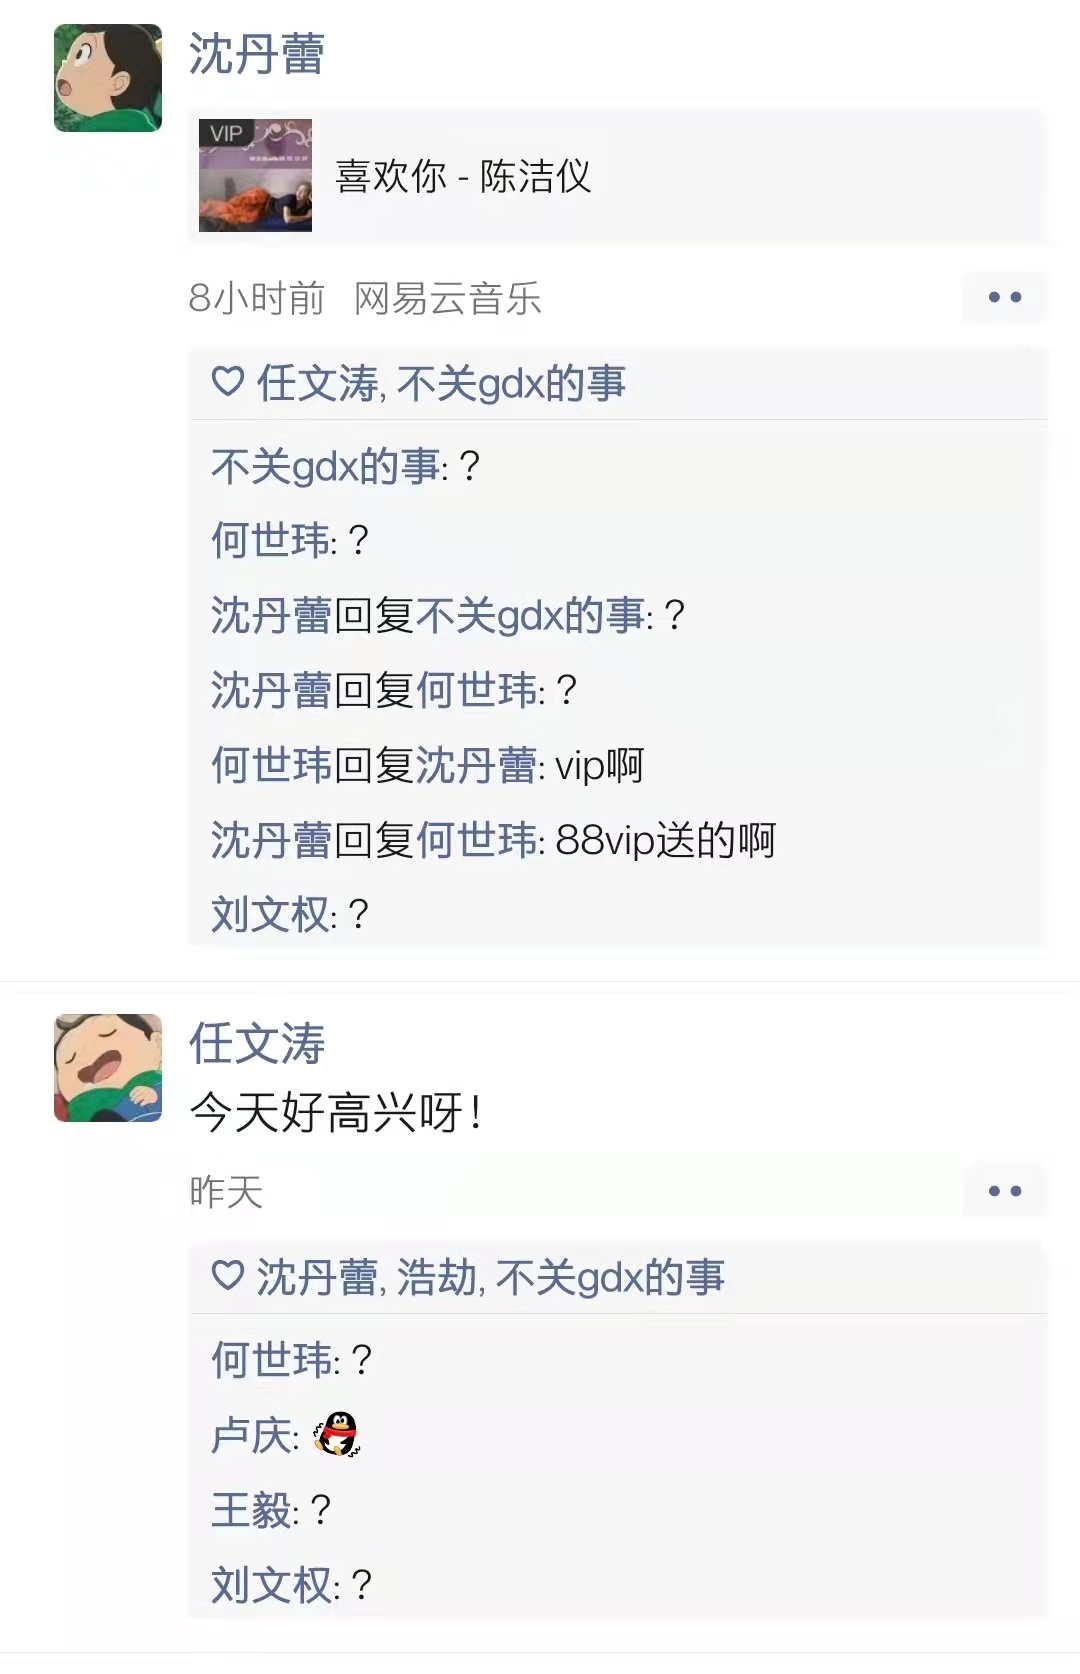 沈丹蕾
VIP
喜欢你 - 陈洁仪
8小时前 网易云音乐
任文涛, 不关gdx的事
不关gdx的事: ?
何世玮: ?
沈丹蕾回复不关gdx的事: ?
沈丹蕾回复何世玮: ?
何世玮回复沈丹蕾: vip啊
沈丹蕾回复何世玮: 88vip送的啊
刘文权: ?
任文涛
今天好高兴呀!
昨天
沈丹蕾, 浩劫, 不关gdx的事
何世玮: ?
卢庆:
王毅: ?
刘文权: ?